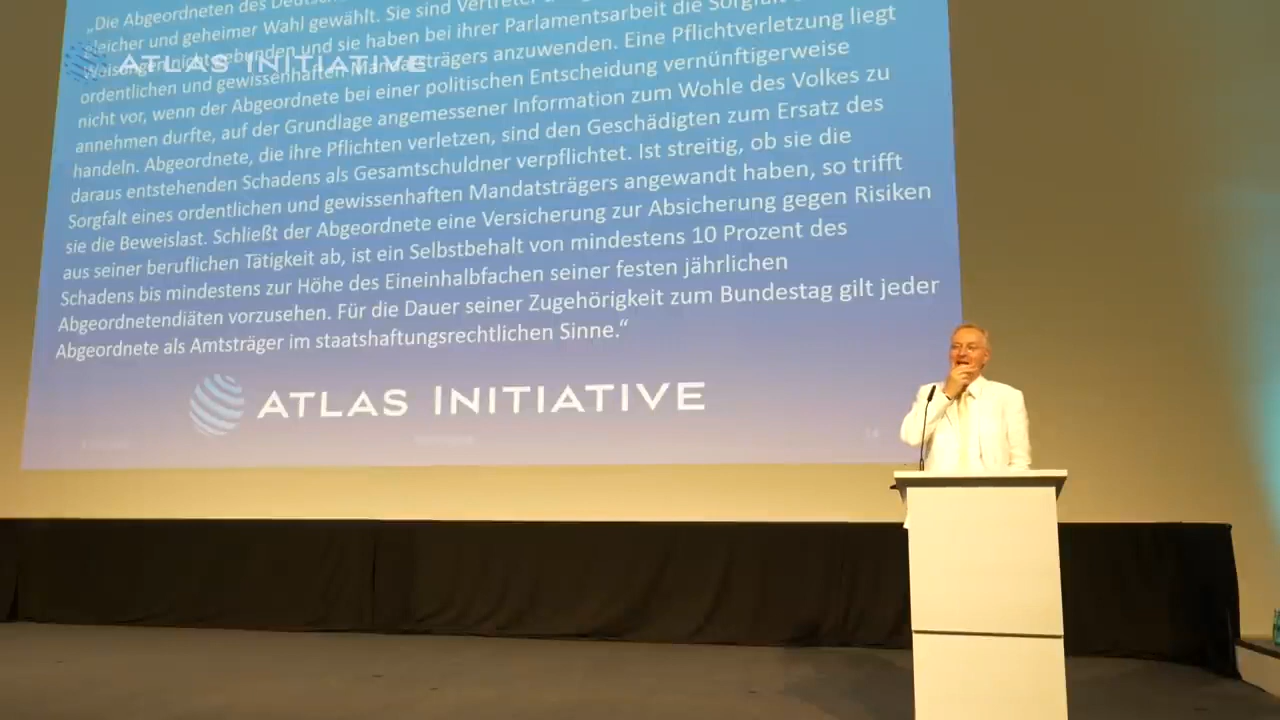 „Die Abgeordneten des
gleicher und geheimer Wahl gewählt. Sie sind Vertreter
Weisungen nicht gebunden und sie haben bei ihrer Parlamentsarbeit die Sorgfalt
ATLAS INITIATIVE
ordentlichen und gewissenhaften Mandatsträgers anzuwenden. Eine Pflichtverletzung liegt
nicht vor, wenn der Abgeordnete bei einer politischen Entscheidung vernünftigerweise
annehmen durfte, auf der Grundlage angemessener Information zum Wohle des Volkes zu
handeln. Abgeordnete, die ihre Pflichten verletzen, sind den Geschädigten zum Ersatz des
daraus entstehenden Schadens als Gesamtschuldner verpflichtet. Ist streitig, ob sie die
Sorgfalt eines ordentlichen und gewissenhaften Mandatsträgers angewandt haben, so trifft
sie die Beweislast. Schließt der Abgeordnete eine Versicherung zur Absicherung gegen Risiken
aus seiner beruflichen Tätigkeit ab, ist ein Selbstbehalt von mindestens 10 Prozent des
Schadens bis mindestens zur Höhe des Eineinhalbfachen seiner festen jährlichen
Abgeordnetendiäten vorzusehen. Für die Dauer seiner Zugehörigkeit zum Bundestag gilt jeder
Abgeordnete als Amtsträger im staatshaftungsrechtlichen Sinne.“
ATLAS INITIATIVE